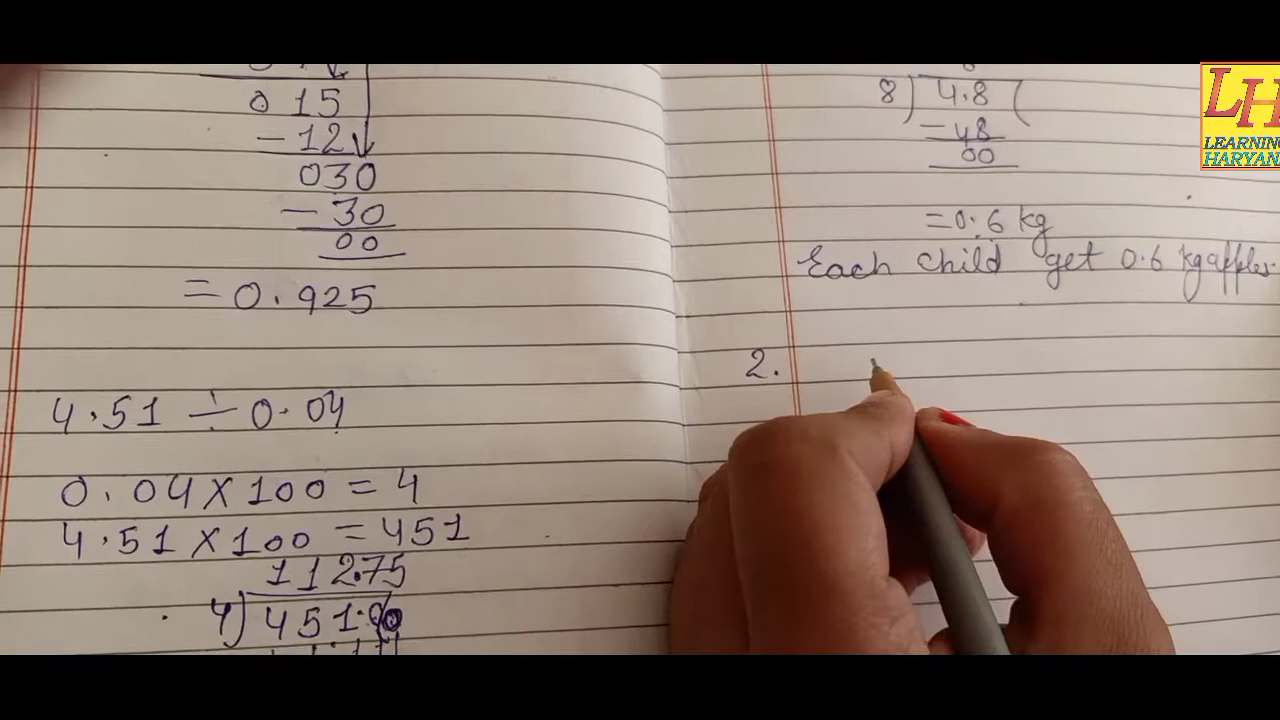 0 15
- 12
030
- 30
00
= 0.925
4.51 ÷ 0.04
0.04 X 100 = 4
4.51 X 100 = 451
112.75
4) 451.00
8) 4.8 (
- 48
00
= 0.6 kg
Each child get 0.6 kg apples.
2.
LH
LEARNING
HARYAN